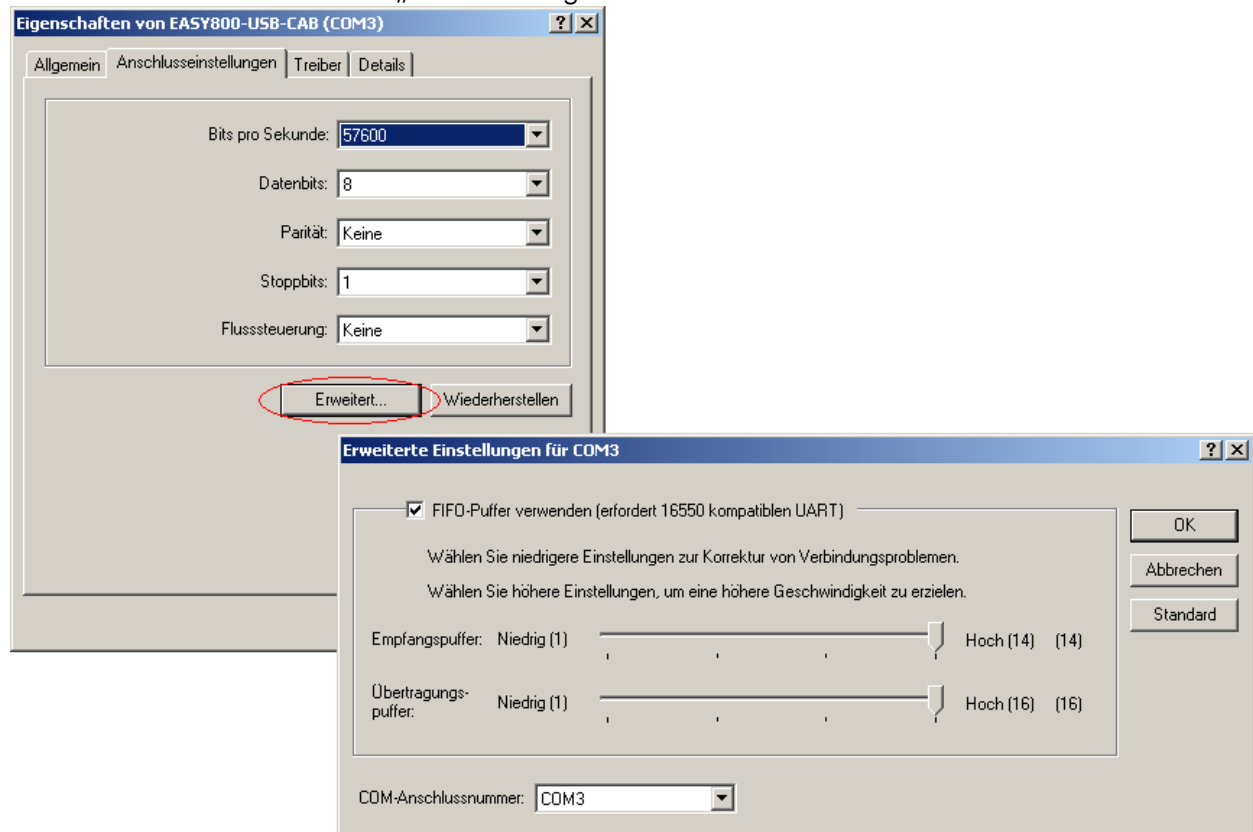 Eigenschaften von EASY800-USB-CAB (COM3)
Allgemein Anschlusseinstellungen Treiber Details
Bits pro Sekunde: 57600
Datenbits: 8
Parität: Keine
Stoppbits: 1
Flusssteuerung: Keine
Erweitert... Wiederherstellen
Erweiterte Einstellungen für COM3
FIFO-Puffer verwenden (erfordert 16550 kompatiblen UART)
OK
Wählen Sie niedrigere Einstellungen zur Korrektur von Verbindungsproblemen.
Abbrechen
Wählen Sie höhere Einstellungen, um eine höhere Geschwindigkeit zu erzielen.
Standard
Empfangspuffer: Niedrig (1) Hoch (14) (14)
Übertragungs-
puffer: Niedrig (1) Hoch (16) (16)
COM-Anschlussnummer: COM3